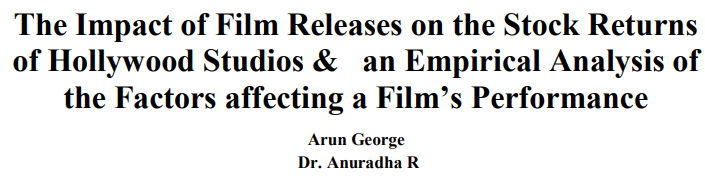 The Impact of Film Releases on the Stock Returns
of Hollywood Studios & an Empirical Analysis of
the Factors affecting a Film's Performance
Arun George
Dr. Anuradha R